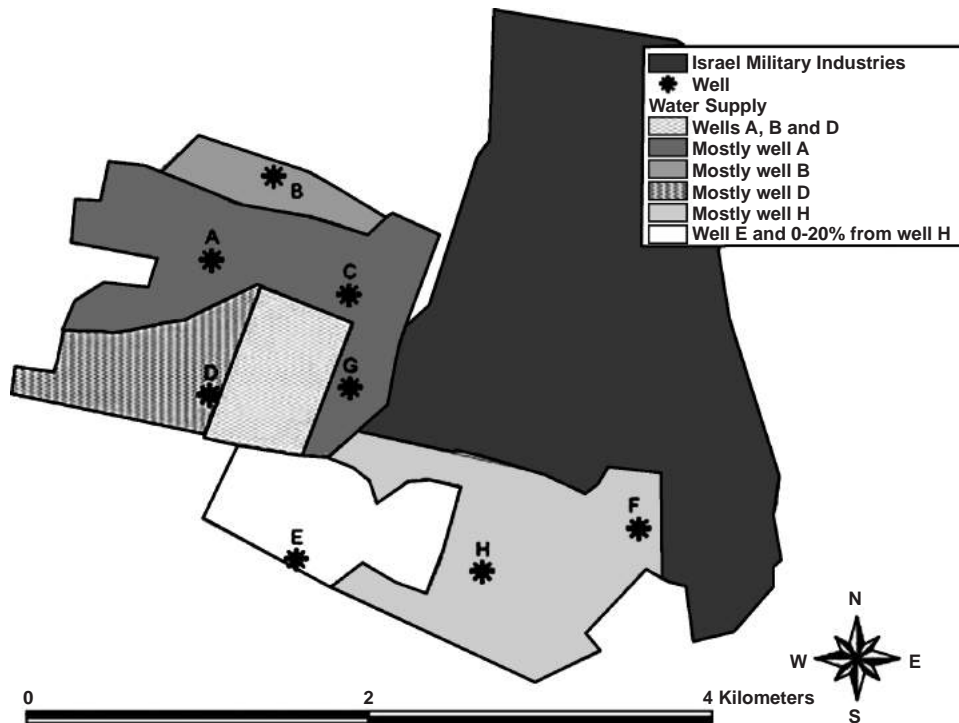 Israel Military Industries
Well
Water Supply
Wells A, B and D
Mostly well A
Mostly well B
Mostly well D
Mostly well H
Well E and 0-20% from well H
B
A
C
G
D
F
E
H
N
W E
S
0 2 4 Kilometers